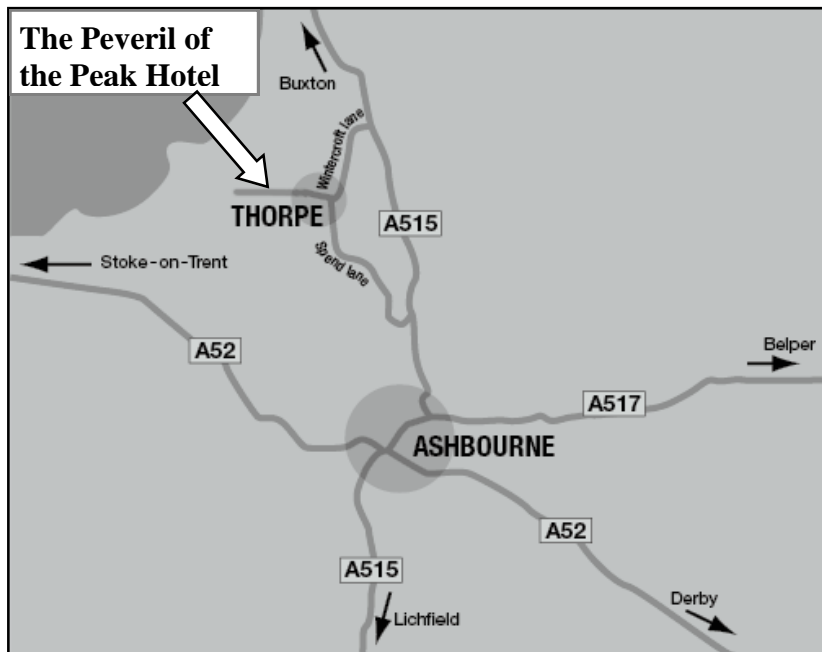 The Peveril of
the Peak Hotel
Buxton
Wintercroft lane
THORPE
A515
Spend lane
Stoke-on-Trent
A52
Belper
A517
ASHBOURNE
A52
A515
Derby
Lichfield